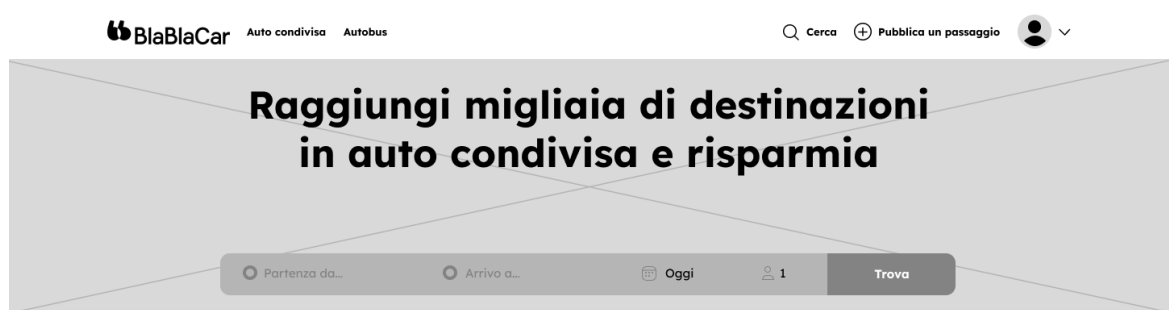 BlaBlaCar Auto condivisa Autobus Cerca Pubblica un passaggio
Raggiungi migliaia di destinazioni
in auto condivisa e risparmia
Partenza da... Arrivo a... Oggi 1 Trova